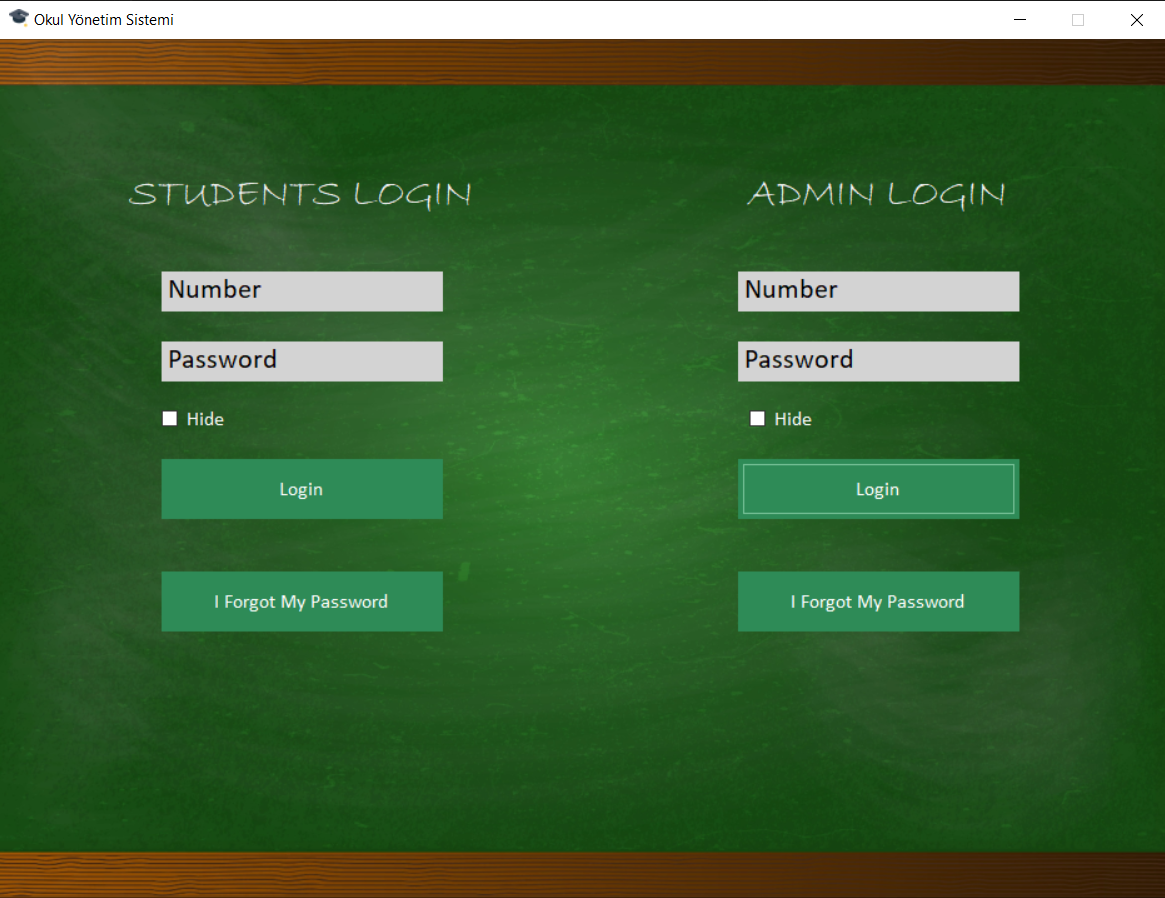 Okul Yönetim Sistemi
STUDENTS LOGIN
Number
Password
Hide
Login
I Forgot My Password
ADMIN LOGIN
Number
Password
Hide
Login
I Forgot My Password